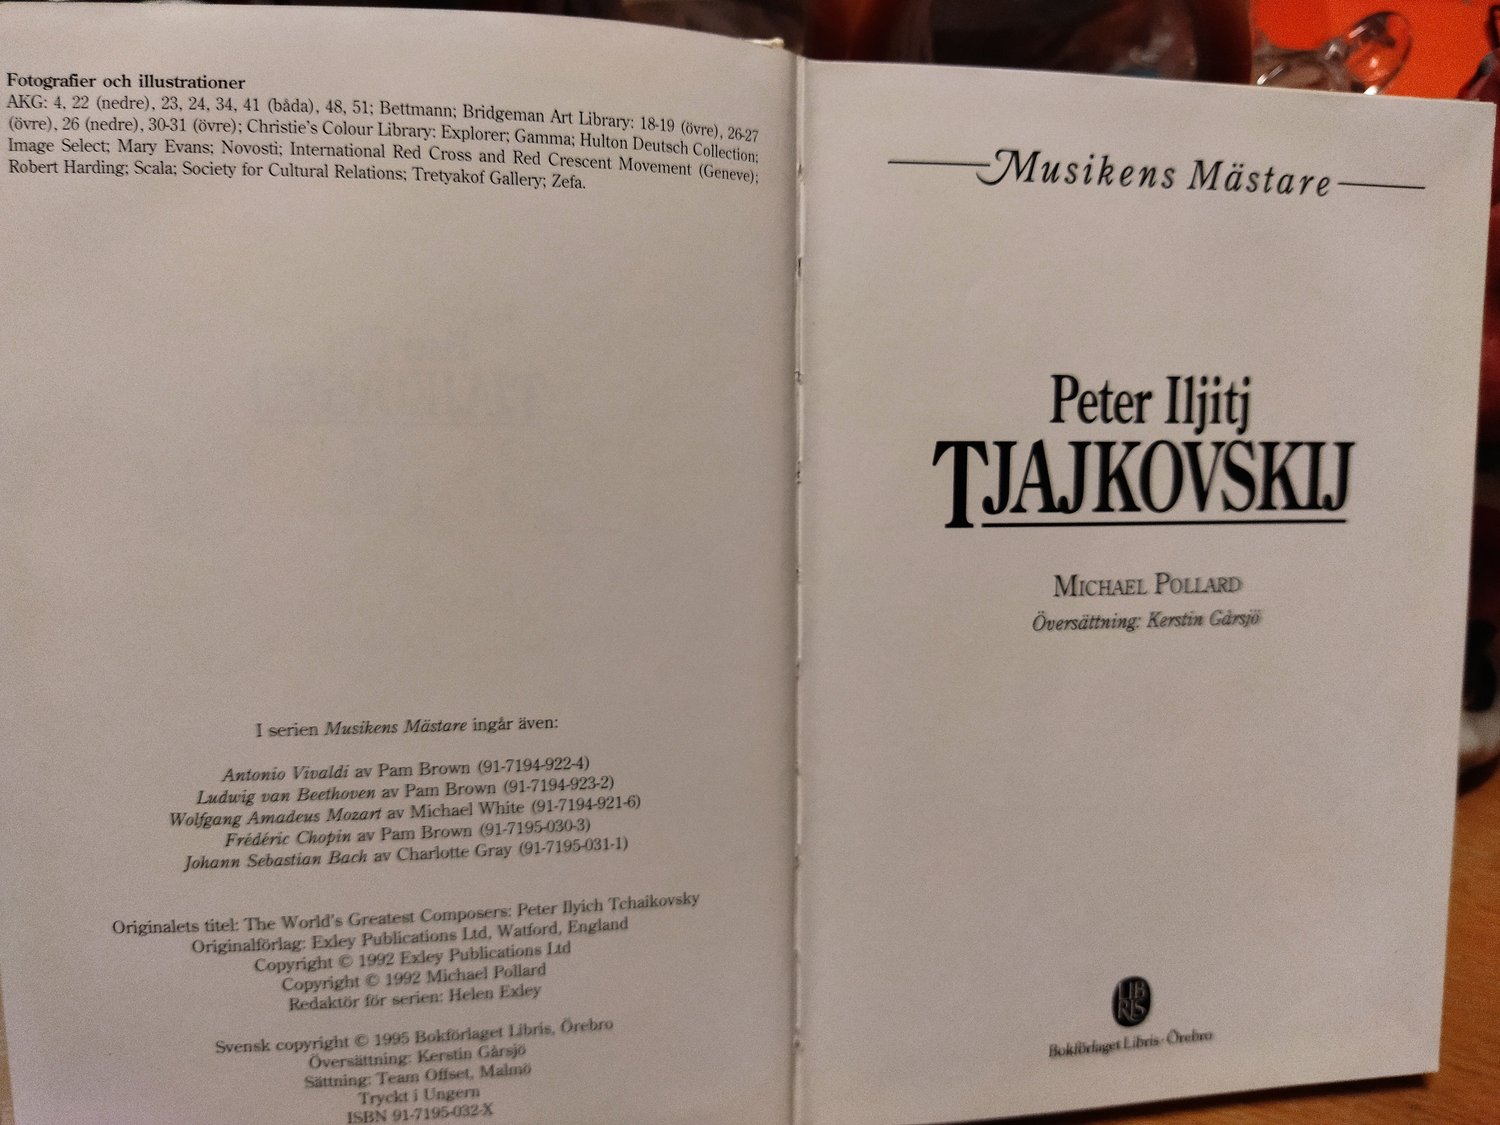 Fotografier och illustrationer
AKG: 4, 22 (nedre), 23, 24, 34, 41 (båda), 48, 51; Bettmann; Bridgeman Art Library: 18-19 (övre), 26-27
(övre), 26 (nedre), 30-31 (övre); Christie's Colour Library: Explorer; Gamma; Hulton Deutsch Collection;
Image Select; Mary Evans; Novosti; International Red Cross and Red Crescent Movement (Geneve);
Robert Harding; Scala; Society for Cultural Relations; Tretyakof Gallery; Zefa.
I serien Musikens Mästare ingår även:
Antonio Vivaldi av Pam Brown (91-7194-922-4)
Ludwig van Beethoven av Pam Brown (91-7194-923-2)
Wolfgang Amadeus Mozart av Michael White (91-7194-921-6)
Frédéric Chopin av Pam Brown (91-7195-030-3)
Johann Sebastian Bach av Charlotte Gray (91-7195-031-1)
Originalets titel: The World's Greatest Composers: Peter Ilyich Tchaikovsky
Originalförlag: Exley Publications Ltd, Watford, England
Copyright © 1992 Exley Publications Ltd
Copyright © 1992 Michael Pollard
Redaktör för serien: Helen Exley
Svensk copyright © 1995 Bokförlaget Libris, Örebro
Översättning: Kerstin Gårsjö
Sättning: Team Offset, Malmö
Tryckt i Ungern
ISBN 91-7195-032-X
Musikens Mästare
Peter Iljitj
TJAJKOVSKIJ
MICHAEL POLLARD
Översättning: Kerstin Gårsjö
LIB
RIS
Bokförlaget Libris · Örebro